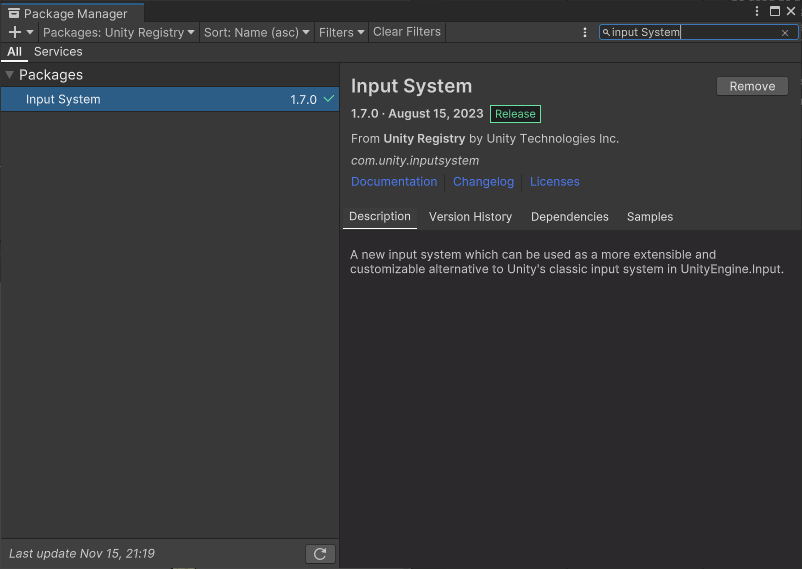 Package Manager
Packages: Unity Registry Sort: Name (asc) Filters Clear Filters input System
All Services
Packages
Input System 1.7.0
Last update Nov 15, 21:19
Input System Remove
1.7.0 · August 15, 2023 Release
From Unity Registry by Unity Technologies Inc.
com.unity.inputsystem
Documentation Changelog Licenses
Description Version History Dependencies Samples
A new input system which can be used as a more extensible and
customizable alternative to Unity's classic input system in UnityEngine.Input.